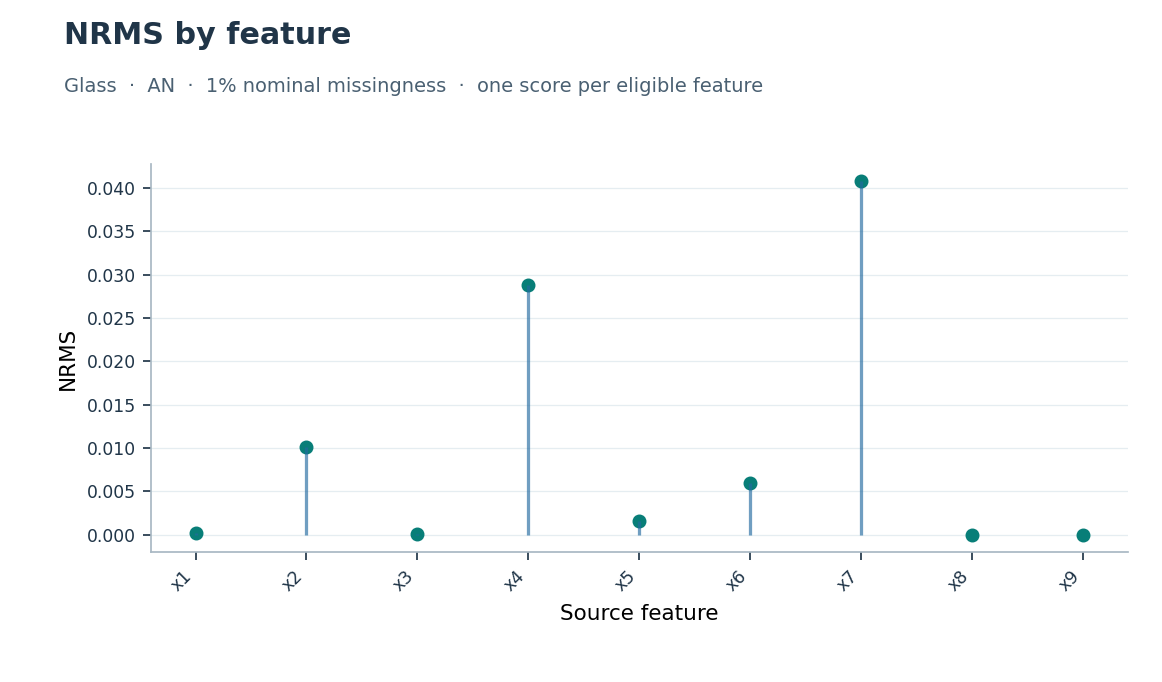 NRMS by feature
Glass · AN · 1% nominal missingness · one score per eligible feature
0.040
0.035
0.030
0.025
0.020
0.015
0.010
0.005
0.000
NRMS
x1 x2 x3 x4 x5 x6 x7 x8 x9
Source feature